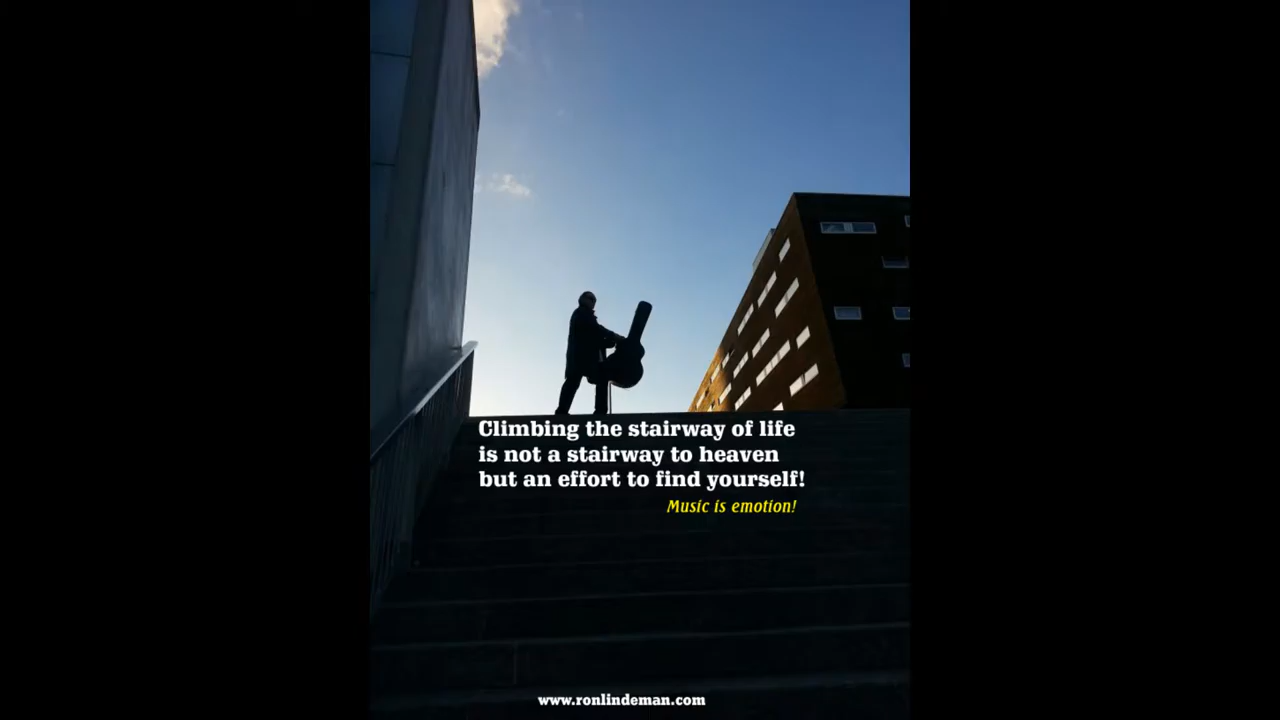 Climbing the stairway of life
is not a stairway to heaven
but an effort to find yourself!
Music is emotion!
www.ronlindeman.com